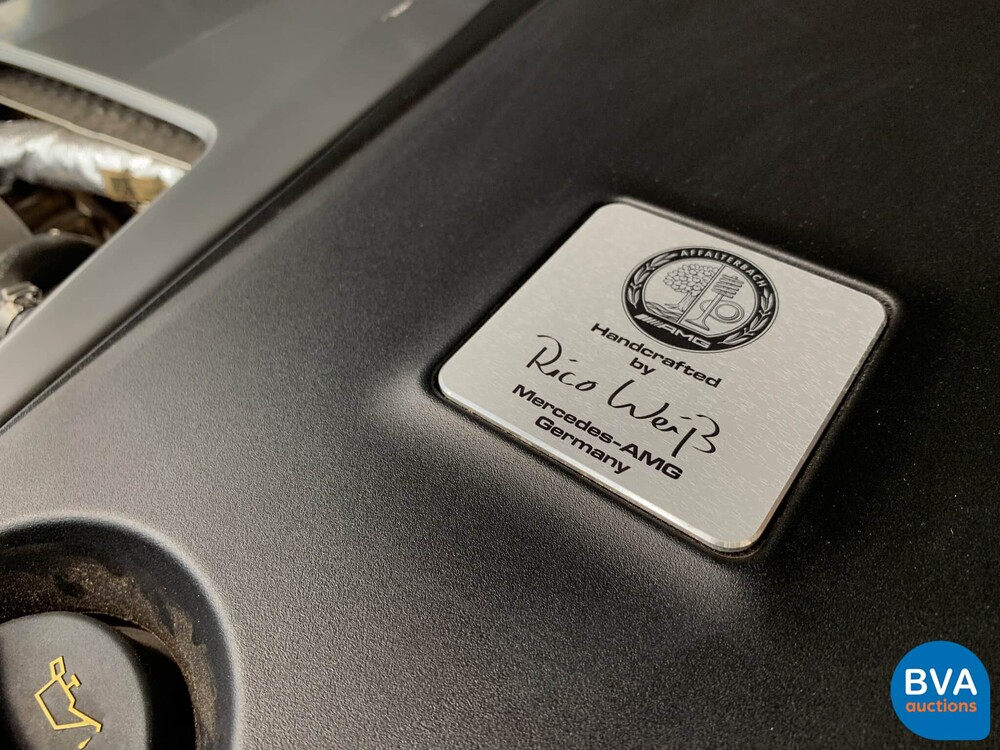 AFFALTERBACH
AMG
Handcrafted
by
Rico Weiß
Mercedes-AMG
Germany
BVA
auctions